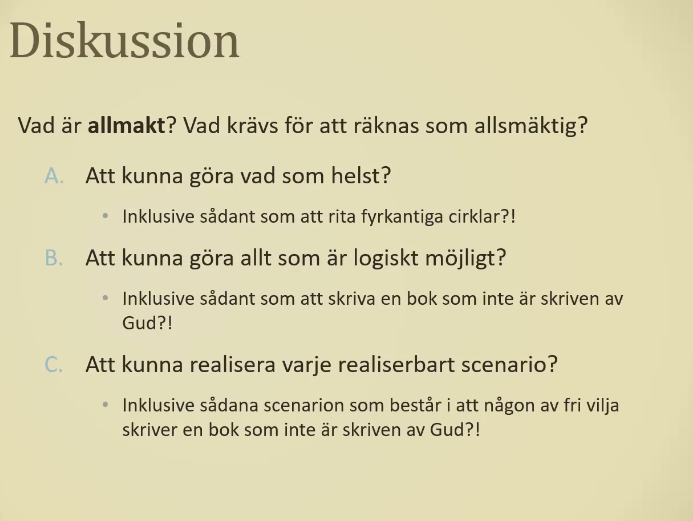 Diskussion
Vad är allmakt? Vad krävs för att räknas som allsmäktig?
A. Att kunna göra vad som helst?
• Inklusive sådant som att rita fyrkantiga cirklar?!
B. Att kunna göra allt som är logiskt möjligt?
• Inklusive sådant som att skriva en bok som inte är skriven av
Gud?!
C. Att kunna realisera varje realiserbart scenario?
• Inklusive sådana scenarion som består i att någon av fri vilja
skriver en bok som inte är skriven av Gud?!